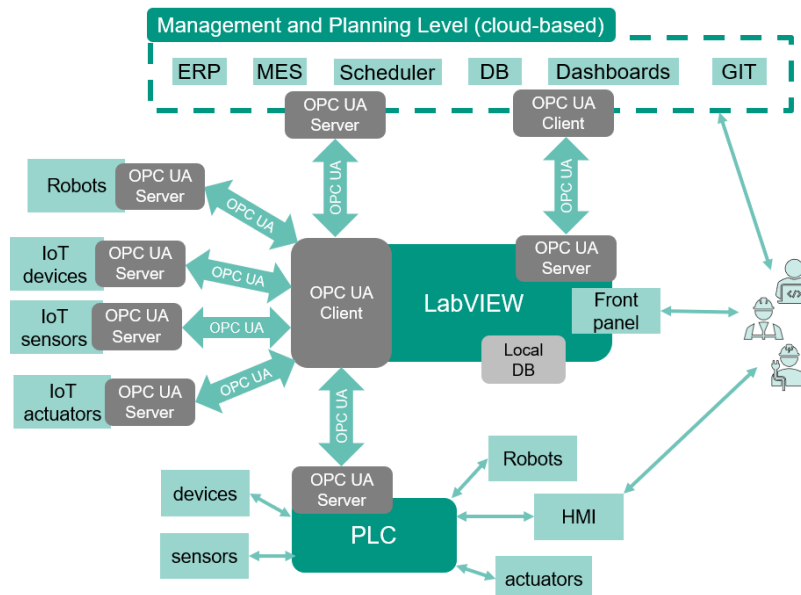 Management and Planning Level (cloud-based)
ERP
MES
Scheduler
DB
Dashboards
GIT
OPC UA
Server
OPC UA
Client
OPC UA
OPC UA
Robots
OPC UA
Server
OPC UA
IoT
devices
OPC UA
Server
OPC UA
IoT
sensors
OPC UA
Server
OPC UA
IoT
actuators
OPC UA
Server
OPC UA
OPC UA
Client
LabVIEW
OPC UA
Server
Front
panel
Local
DB
OPC UA
OPC UA
Server
PLC
devices
sensors
Robots
HMI
actuators